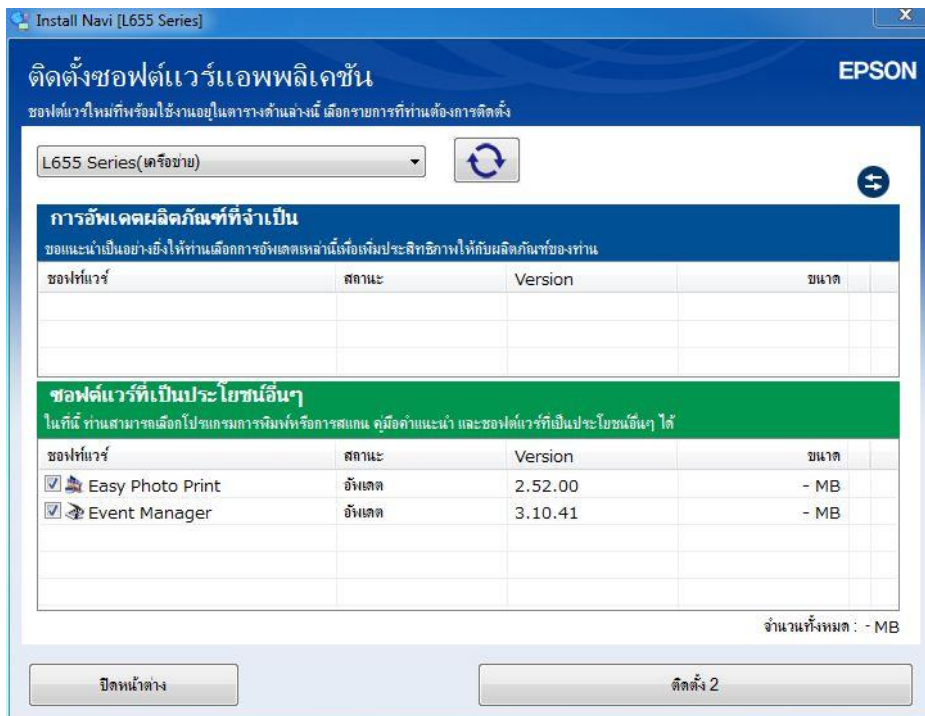 Install Navi [L655 Series]
ติดตั้งซอฟต์แวร์แอพพลิเคชัน
EPSON
ซอฟต์แวร์ใหม่ที่พร้อมใช้งานอยู่ในตารางด้านล่างนี้ เลือกรายการที่ท่านต้องการติดตั้ง
L655 Series(เครือข่าย)
การอัพเดตผลิตภัณฑ์ที่จำเป็น
ขอแนะนำเป็นอย่างยิ่งให้ท่านเลือกการอัพเดตเหล่านี้เพื่อเพิ่มประสิทธิภาพให้กับผลิตภัณฑ์ของท่าน
ซอฟท์แวร์ สถานะ Version ขนาด
ซอฟต์แวร์ที่เป็นประโยชน์อื่นๆ
ในที่นี้ ท่านสามารถเลือกโปรแกรมการพิมพ์หรือการสแกน คู่มือคำแนะนำ และซอฟต์แวร์ที่เป็นประโยชน์อื่นๆ ได้
ซอฟท์แวร์ สถานะ Version ขนาด
Easy Photo Print อัพเดต 2.52.00 - MB
Event Manager อัพเดต 3.10.41 - MB
จำนวนทั้งหมด : - MB
ปิดหน้าต่าง ติดตั้ง 2